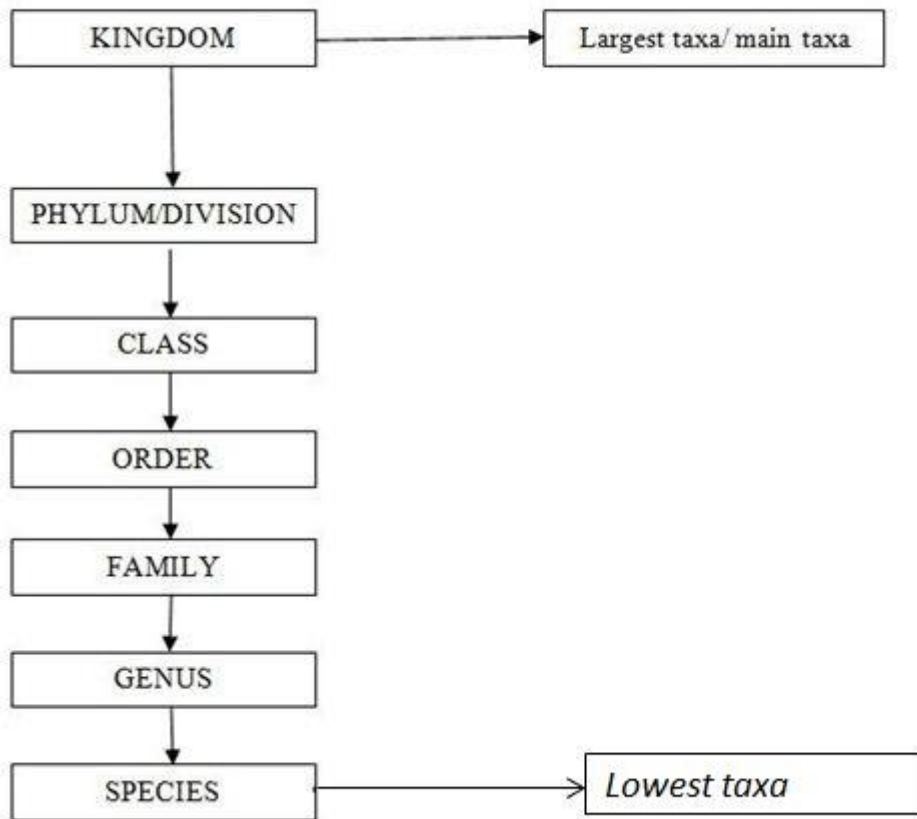 KINGDOM
Largest taxa/ main taxa
PHYLUM/DIVISION
CLASS
ORDER
FAMILY
GENUS
SPECIES
Lowest taxa